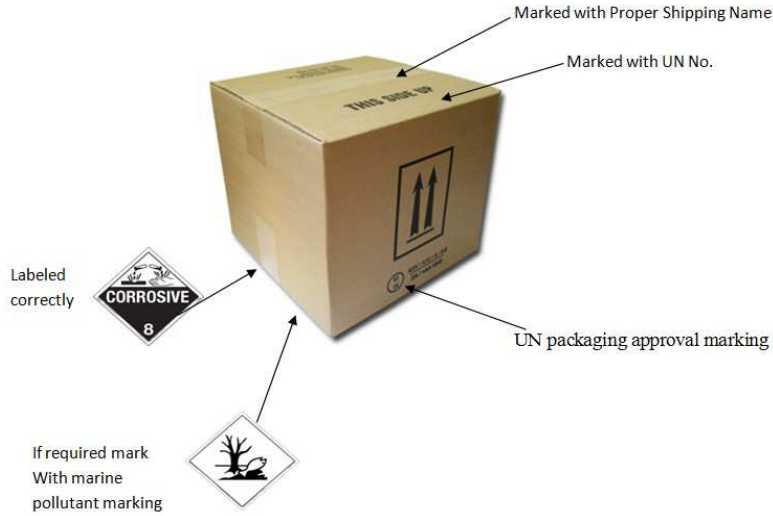 Marked with Proper Shipping Name
Marked with UN No.
THIS SIDE UP
Labeled
correctly
CORROSIVE
8
UN packaging approval marking
If required mark
With marine
pollutant marking